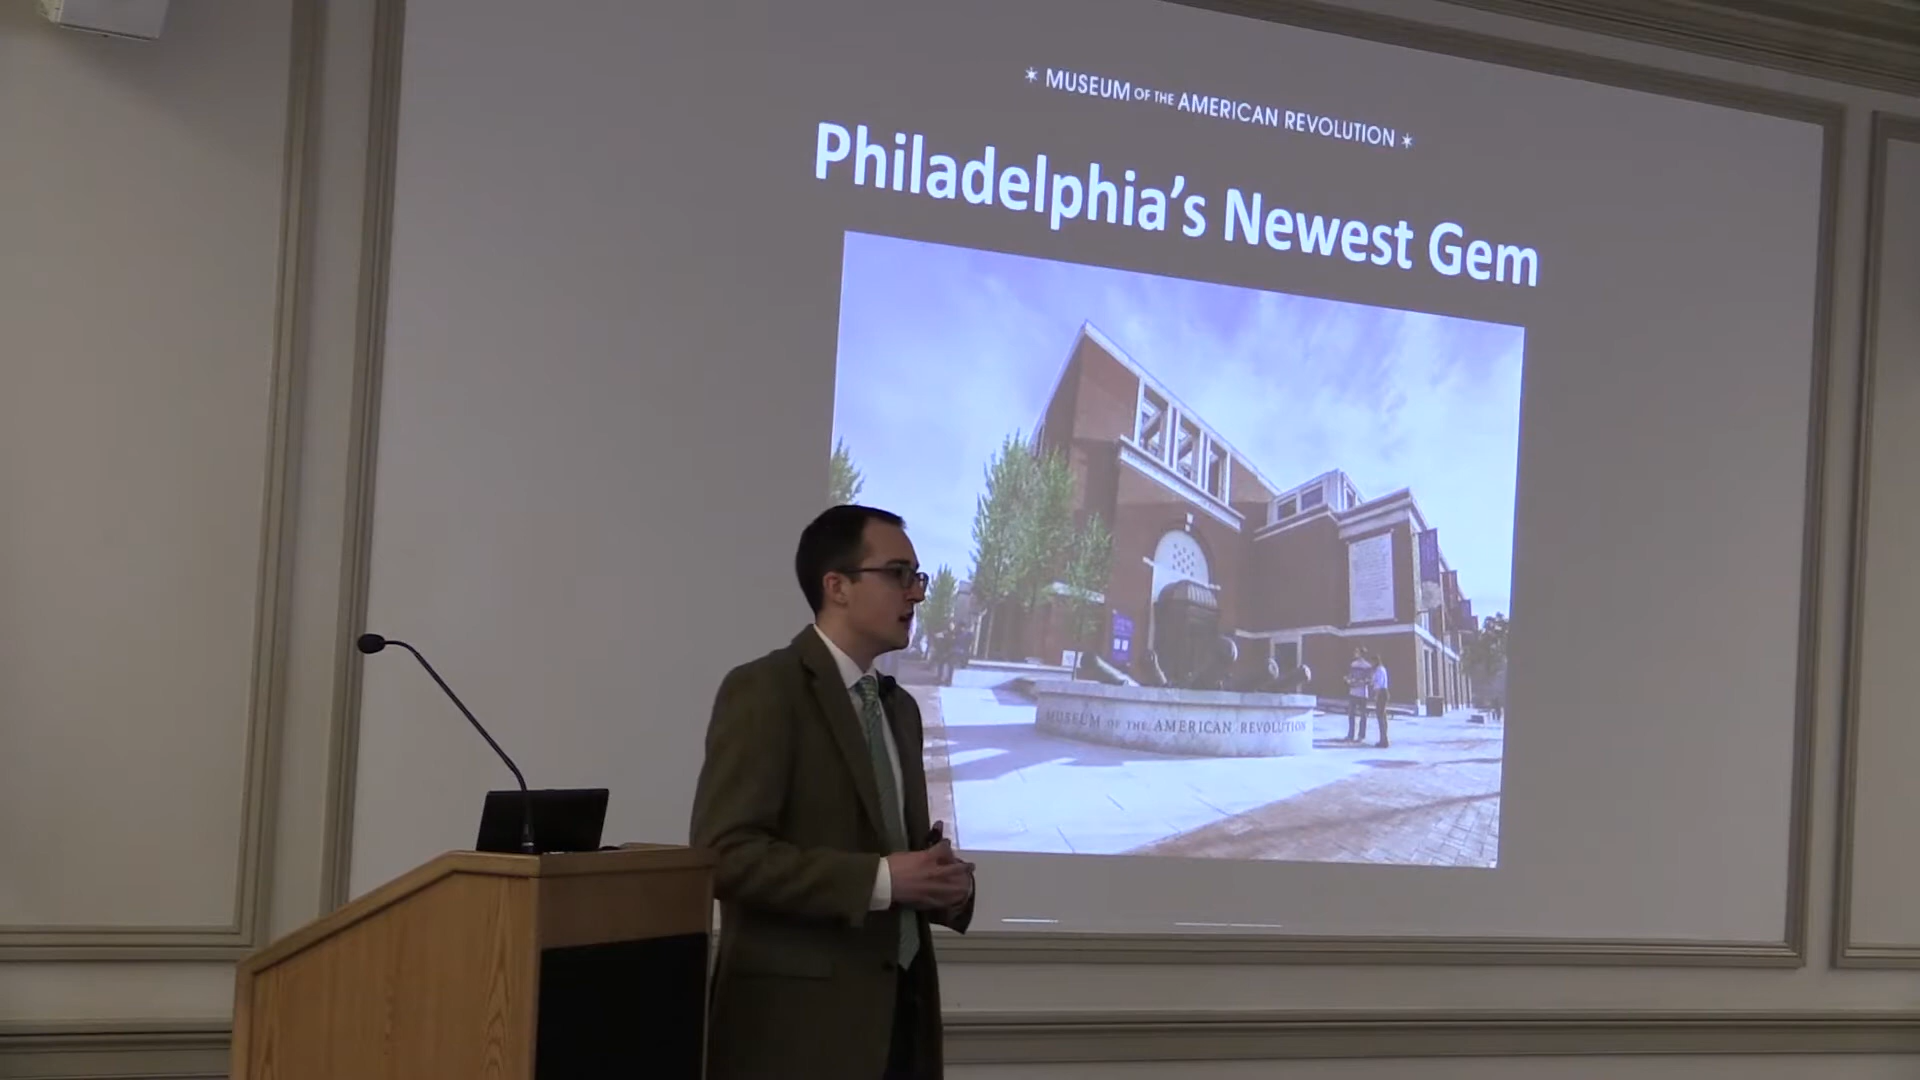 ✶ MUSEUM OF THE AMERICAN REVOLUTION ✶
Philadelphia's Newest Gem
MUSEUM OF THE AMERICAN REVOLUTION